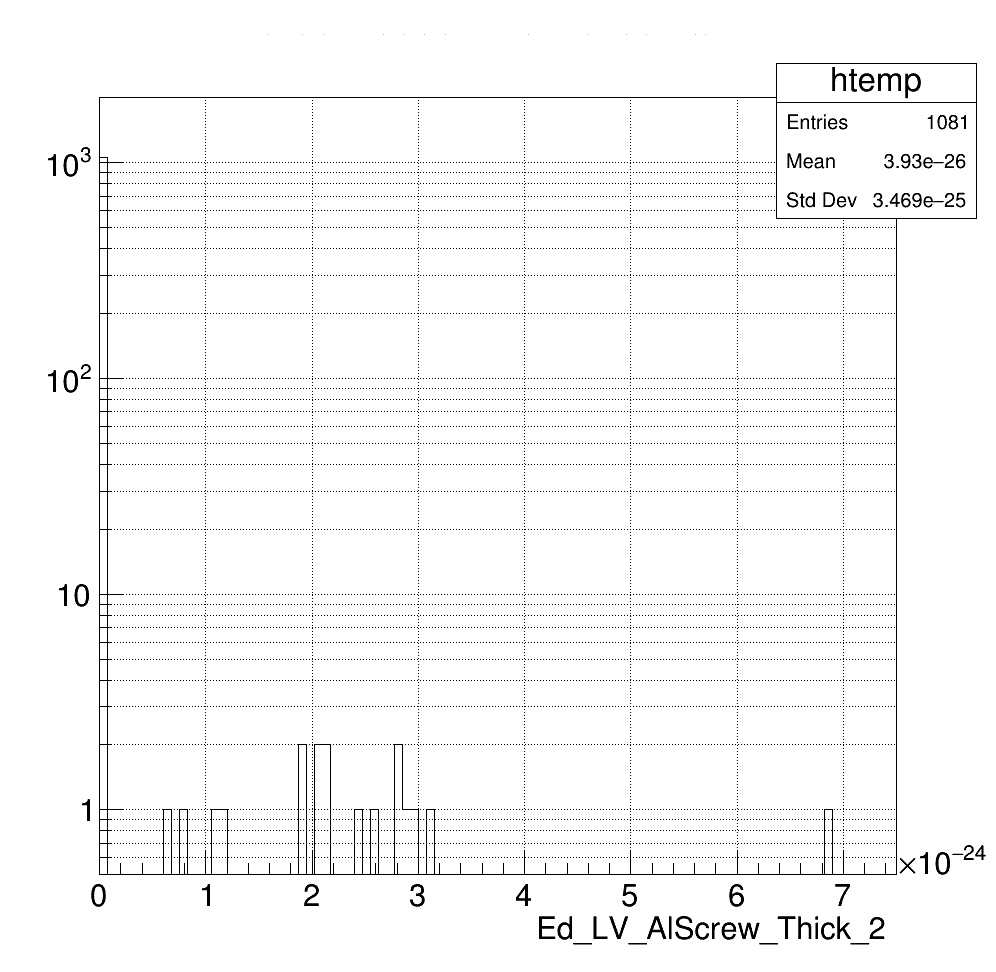 htemp
Entries 1081
Mean 3.93e−26
Std Dev 3.469e−25
10³
10²
10
1
0 1 2 3 4 5 6 7
×10⁻²⁴
Ed_LV_AlScrew_Thick_2